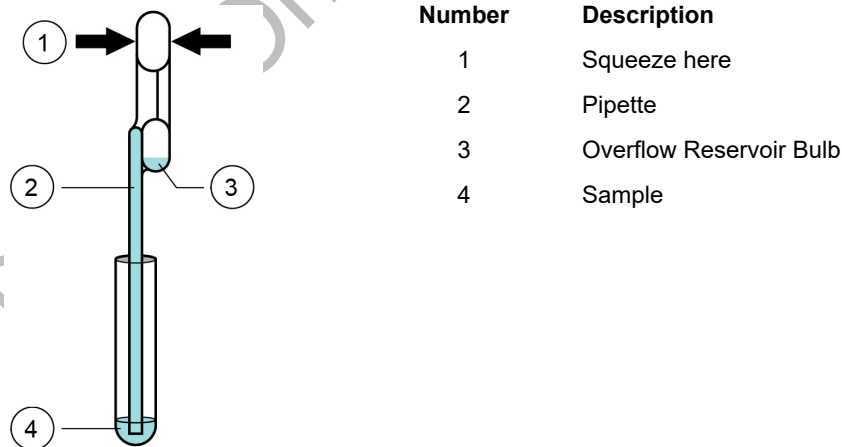 Number Description
1 Squeeze here
2 Pipette
3 Overflow Reservoir Bulb
4 Sample
1
2
3
4